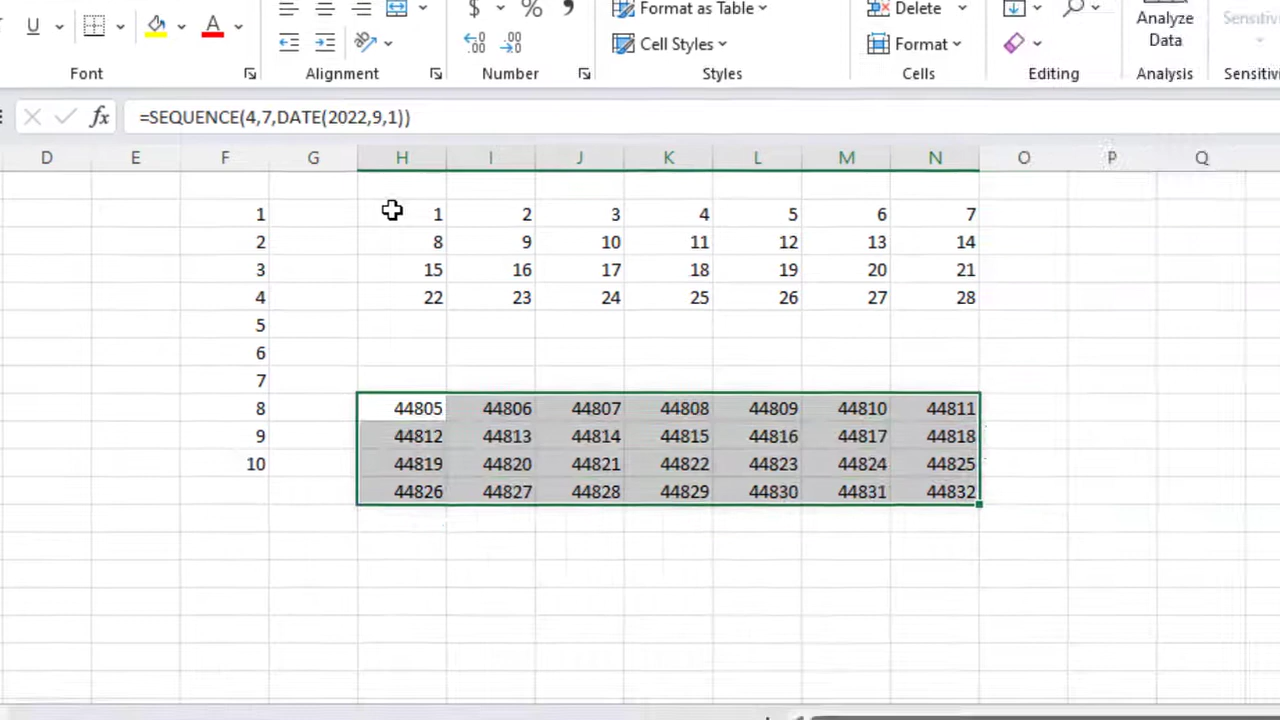 $ % , Format as Table Delete Analyze Data Sensitiv
U A Cell Styles Format
Font Alignment Number Styles Cells Editing Analysis Sensitiv
fx =SEQUENCE(4,7,DATE(2022,9,1))
D E F G H I J K L M N O P Q
1 1 2 3 4 5 6 7
2 8 9 10 11 12 13 14
3 15 16 17 18 19 20 21
4 22 23 24 25 26 27 28
5
6
7
8 44805 44806 44807 44808 44809 44810 44811
9 44812 44813 44814 44815 44816 44817 44818
10 44819 44820 44821 44822 44823 44824 44825
44826 44827 44828 44829 44830 44831 44832